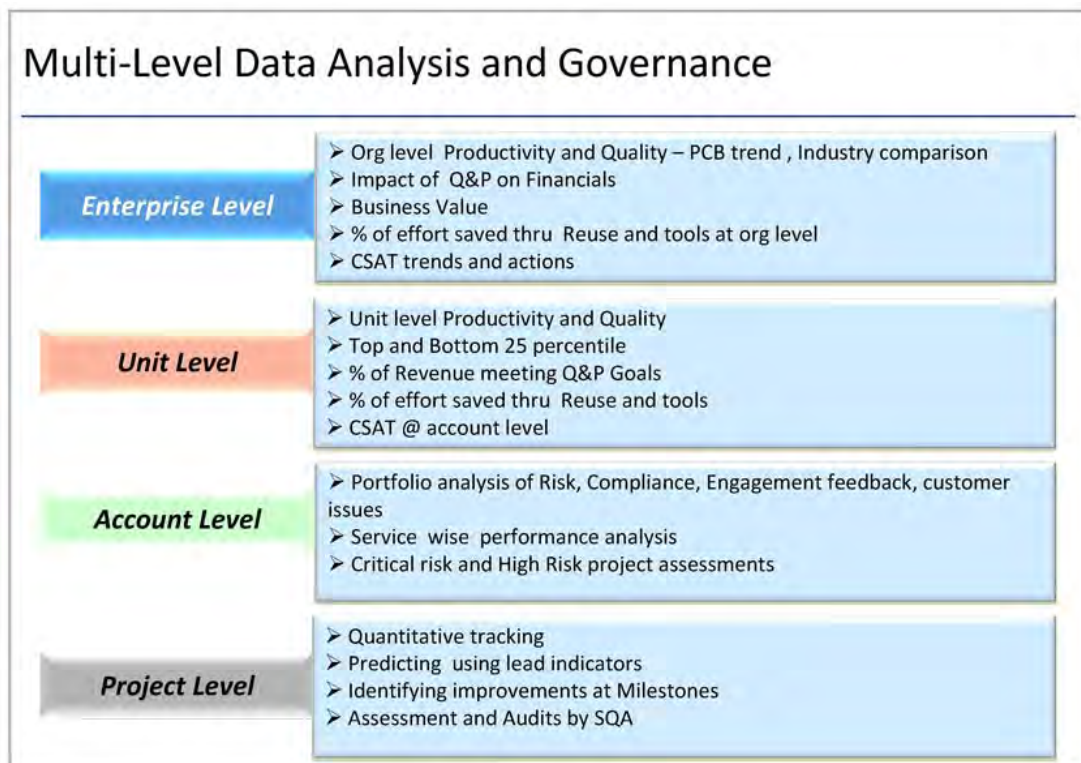 Multi-Level Data Analysis and Governance
Enterprise Level
➢ Org level Productivity and Quality – PCB trend , Industry comparison
➢ Impact of Q&P on Financials
➢ Business Value
➢ % of effort saved thru Reuse and tools at org level
➢ CSAT trends and actions
Unit Level
➢ Unit level Productivity and Quality
➢ Top and Bottom 25 percentile
➢ % of Revenue meeting Q&P Goals
➢ % of effort saved thru Reuse and tools
➢ CSAT @ account level
Account Level
➢ Portfolio analysis of Risk, Compliance, Engagement feedback, customer
issues
➢ Service wise performance analysis
➢ Critical risk and High Risk project assessments
Project Level
➢ Quantitative tracking
➢ Predicting using lead indicators
➢ Identifying improvements at Milestones
➢ Assessment and Audits by SQA